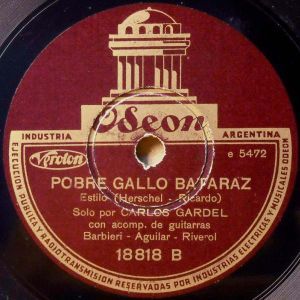 Odeon
INDUSTRIA ARGENTINA
Proton
e 5472
POBRE GALLO BATARAZ
Estilo (Herschel - Ricardo)
Solo por CARLOS GARDEL
con acomp. de guitarras
Barbieri - Aguilar - Riverol
18818 B
EJECUCION PUBLICA Y RADIOTRANSMISION RESERVADAS POR INDUSTRIAS ELECTRICAS Y MUSICALES ODEON